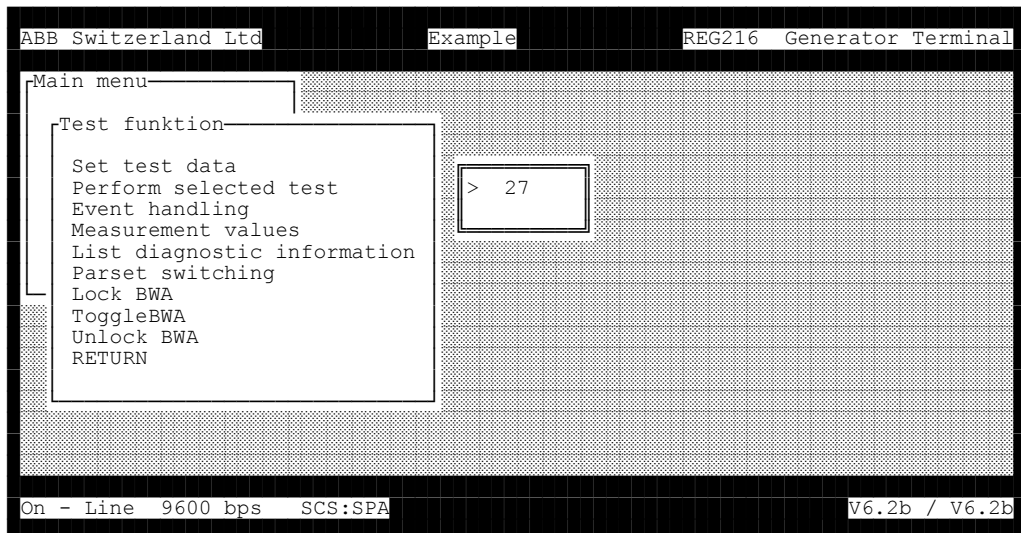 ABB Switzerland Ltd Example REG216 Generator Terminal
Main menu
Test funktion
Set test data
Perform selected test
> 27
Event handling
Measurement values
List diagnostic information
Parset switching
Lock BWA
ToggleBWA
Unlock BWA
RETURN
On - Line 9600 bps SCS:SPA V6.2b / V6.2b